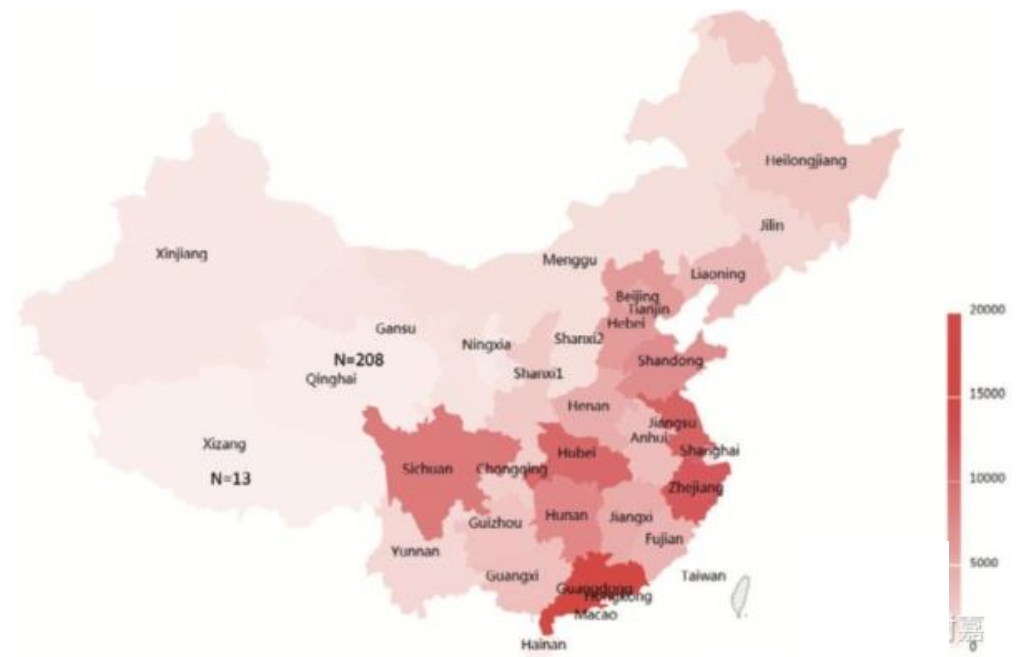 Heilongjiang
Jilin
Xinjiang
Menggu
Liaoning
Beijing
Tianjin
Hebei
Gansu
Ningxia
Shanxi2
N=208
Qinghai
Shanxi1
Shandong
Henan
Jiangsu
Anhui
Xizang
Hubei
Shanghai
Sichuan
Chongqing
N=13
Zhejiang
Guizhou
Hunan
Jiangxi
Fujian
Yunnan
Guangxi
Taiwan
Guangdong
Hongkong
Macao
Hainan
20000
15000
10000
5000
0
嘉